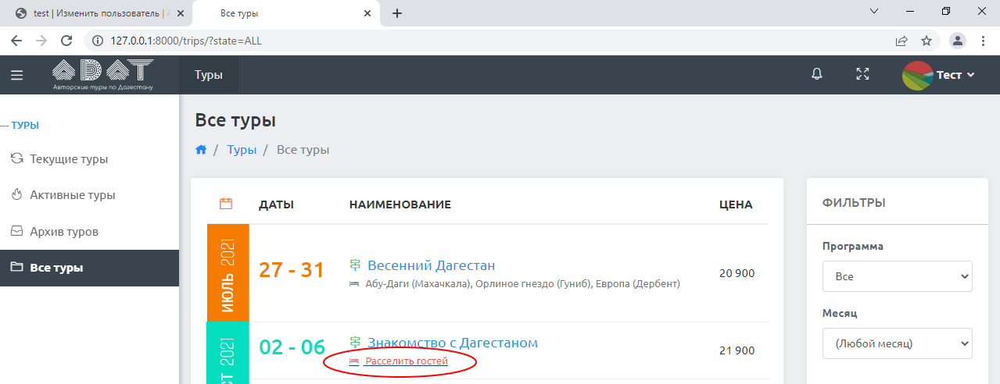 test | Изменить пользователь |
Все туры
127.0.0.1:8000/trips/?state=ALL
АДАТ
Авторские туры по Дагестану
Туры
Тест
--- ТУРЫ
Текущие туры
Активные туры
Архив туров
Все туры
Все туры
/ Туры / Все туры
ДАТЫ НАИМЕНОВАНИЕ ЦЕНА
ИЮЛЬ 2021
27 - 31
Весенний Дагестан
Абу-Даги (Махачкала), Орлиное гнездо (Гуниб), Европа (Дербент)
20 900
СТ 2021
02 - 06
Знакомство с Дагестаном
Расселить гостей
21 900
ФИЛЬТРЫ
Программа
Все
Месяц
(Любой месяц)